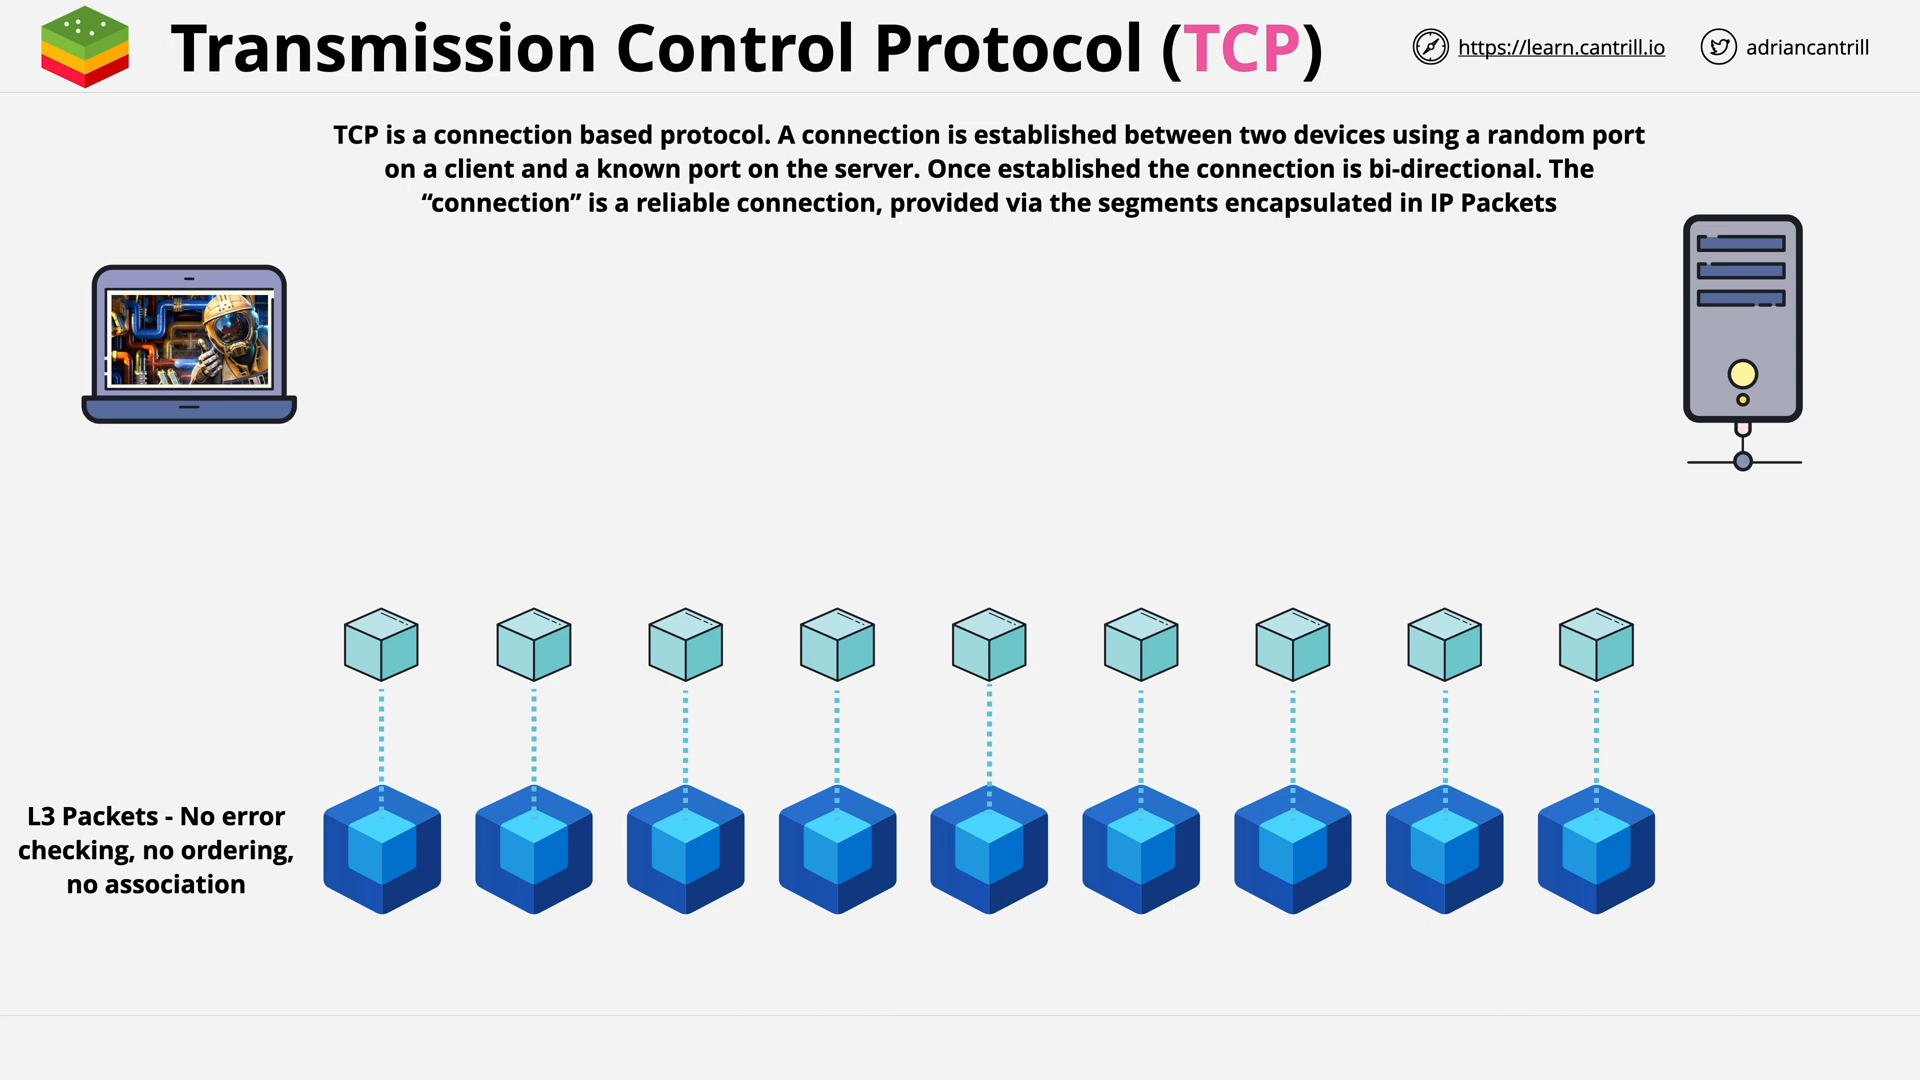 Transmission Control Protocol (TCP)
https://learn.cantrill.io
adriancantrill
TCP is a connection based protocol. A connection is established between two devices using a random port
on a client and a known port on the server. Once established the connection is bi-directional. The
“connection” is a reliable connection, provided via the segments encapsulated in IP Packets
L3 Packets - No error
checking, no ordering,
no association